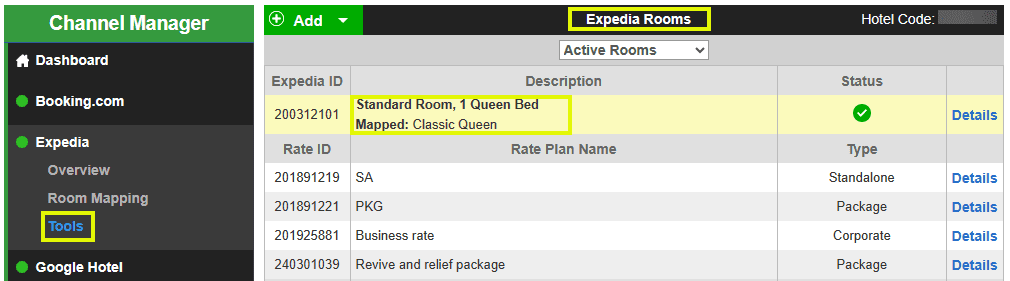 Channel Manager
Dashboard
Booking.com
Expedia
Overview
Room Mapping
Tools
Google Hotel
Add
Expedia Rooms
Hotel Code:
Active Rooms
Expedia ID Description Status
200312101 Standard Room, 1 Queen Bed
Mapped: Classic Queen
Details
Rate ID Rate Plan Name Type
201891219 SA Standalone Details
201891221 PKG Package Details
201925881 Business rate Corporate Details
240301039 Revive and relief package Package Details